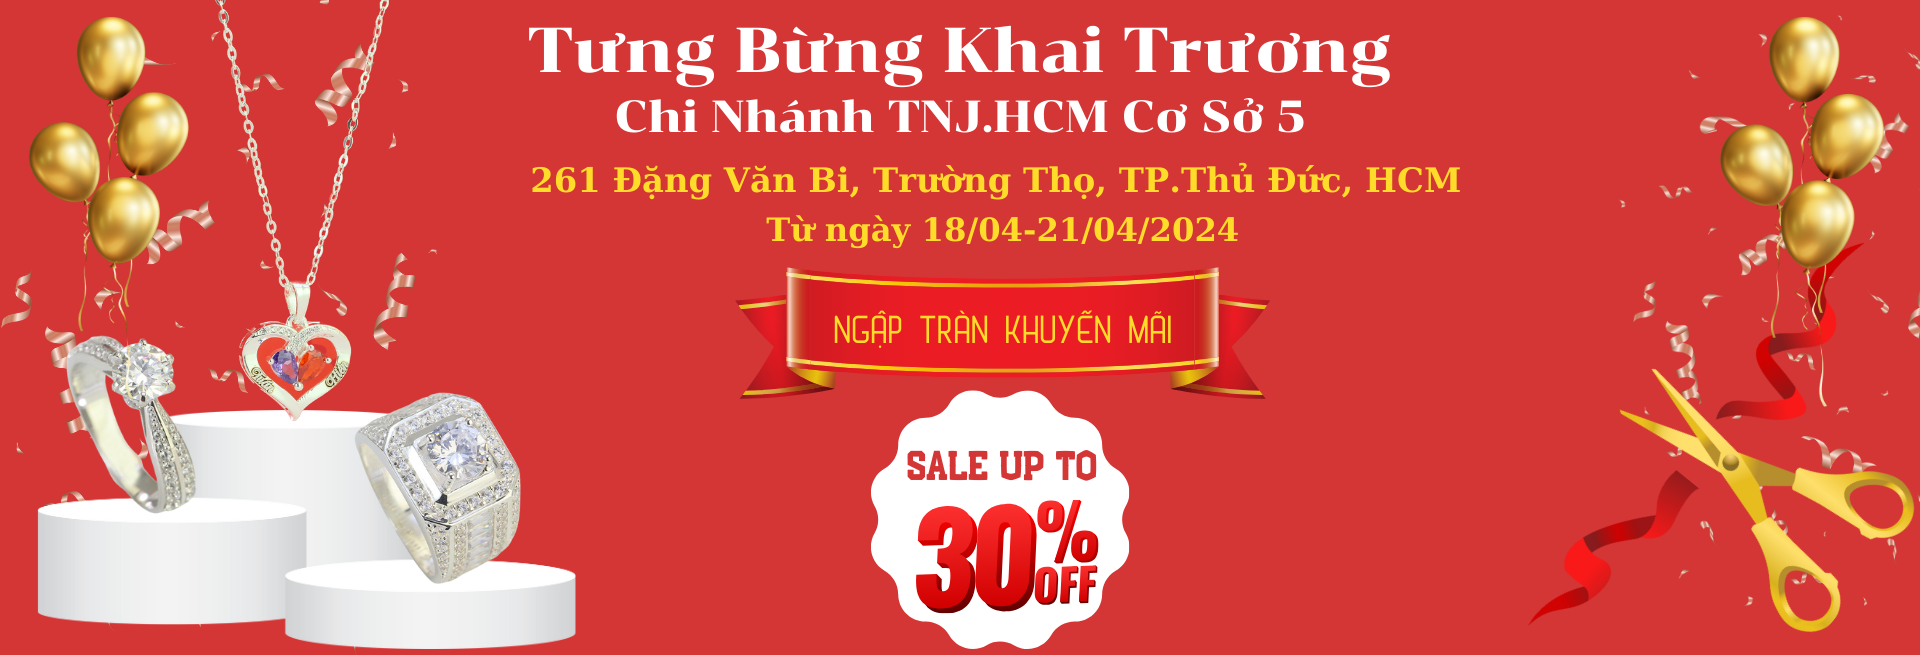 Tưng Bừng Khai Trương
Chi Nhánh TNJ.HCM Cơ Sở 5
261 Đặng Văn Bi, Trường Thọ, TP.Thủ Đức, HCM
Từ ngày 18/04-21/04/2024
NGẬP TRÀN KHUYẾN MÃI
SALE UP TO
30%
OFF